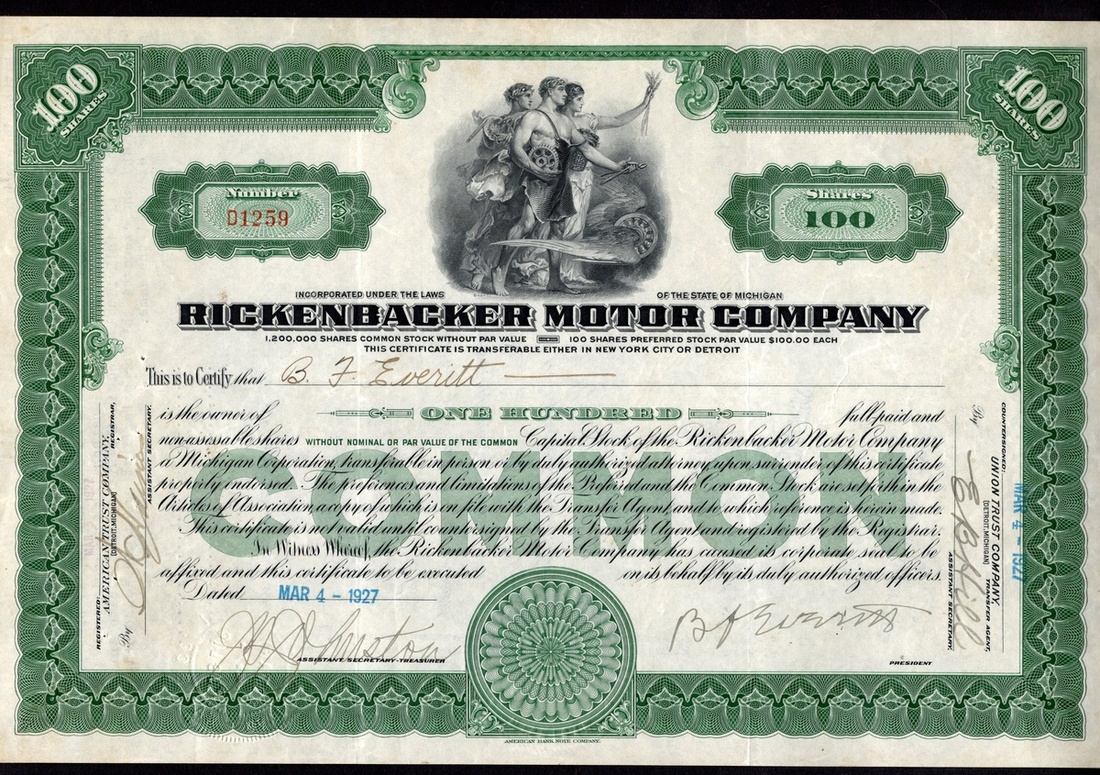 100 SHARES
100 SHARES
Number
D1259
Shares
100
INCORPORATED UNDER THE LAWS OF THE STATE OF MICHIGAN
RICKENBACKER MOTOR COMPANY
1,200,000 SHARES COMMON STOCK WITHOUT PAR VALUE 100 SHARES PREFERRED STOCK PAR VALUE $100.00 EACH
THIS CERTIFICATE IS TRANSFERABLE EITHER IN NEW YORK CITY OR DETROIT
This is to Certify that B. F. Everitt
is the owner of ONE HUNDRED full-paid and
non-assessable shares WITHOUT NOMINAL OR PAR VALUE OF THE COMMON Capital Stock of the Rickenbacker Motor Company
a Michigan Corporation, transferable in person or by duly authorized attorney upon surrender of this certificate
properly endorsed. The preferences and limitations of the Preferred and the Common Stock are set forth in the
Articles of Association a copy of which is on file with the Transfer Agent and to which reference is herein made.
This certificate is not valid until countersigned by the Transfer Agent and registered by the Registrar.
In Witness Whereof, the Rickenbacker Motor Company has caused its corporate seal to be
affixed and this certificate to be executed on its behalf by its duly authorized officers.
COMMON
Dated MAR 4 - 1927
ASSISTANT SECRETARY-TREASURER
B F Everitt
PRESIDENT
REGISTERED:
AMERICAN TRUST COMPANY,
(DETROIT, MICHIGAN)
REGISTRAR,
By
ASSISTANT SECRETARY.
COUNTERSIGNED:
UNION TRUST COMPANY,
(DETROIT, MICHIGAN)
TRANSFER AGENT,
By E B Hill
ASSISTANT SECRETARY.
MAR 4 - 1927
AMERICAN BANK NOTE COMPANY.